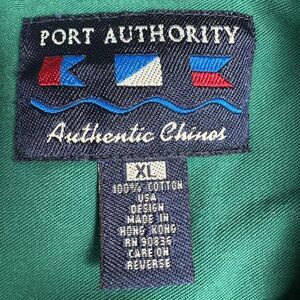 PORT AUTHORITY
Authentic Chinos
XL
100% COTTON
USA
DESIGN
MADE IN
HONG KONG
RN 90836
CARE ON
REVERSE